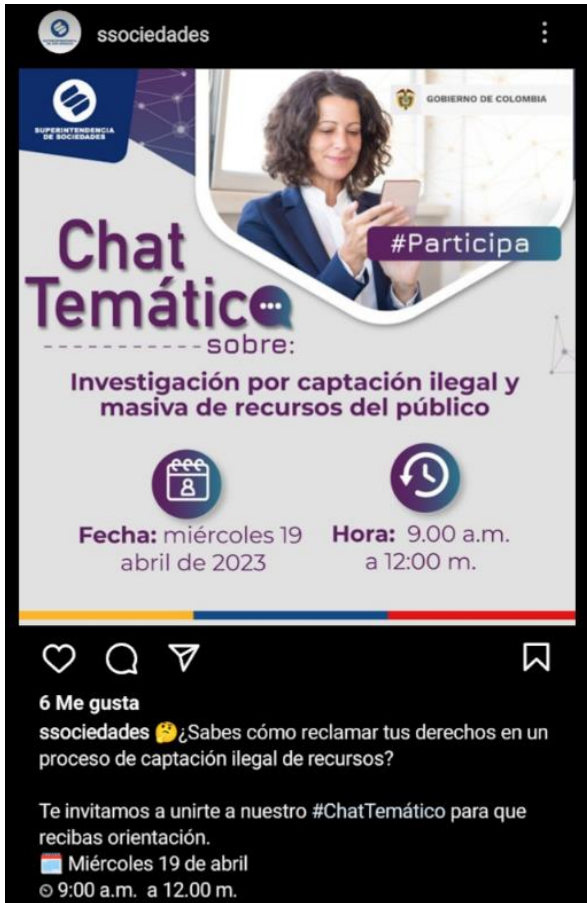 ssociedades
SUPERINTENDENCIA
DE SOCIEDADES
GOBIERNO DE COLOMBIA
#Participa
Chat
Temático
sobre:
Investigación por captación ilegal y
masiva de recursos del público
Fecha: miércoles 19
abril de 2023
Hora: 9.00 a.m.
a 12:00 m.
6 Me gusta
ssociedades 🤔¿Sabes cómo reclamar tus derechos en un
proceso de captación ilegal de recursos?
Te invitamos a unirte a nuestro #ChatTemático para que
recibas orientación.
🗓️ Miércoles 19 de abril
⏲ 9:00 a.m. a 12.00 m.